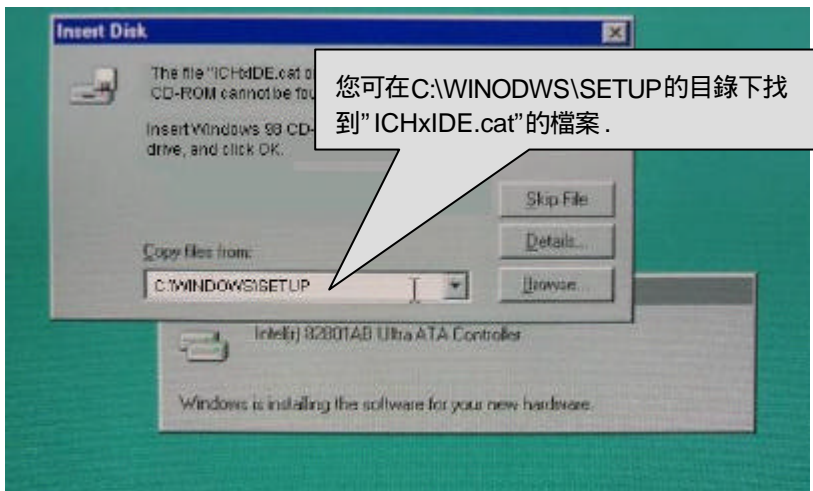 Insert Disk
The file "ICHxIDE.cat o
CD-ROM cannot be fou
Insert Windows 98 CD-
drive, and click OK.
您可在C:\WINODWS\SETUP的目錄下找
到”ICHxIDE.cat”的檔案.
Skip File
Details...
Copy files from:
C:\WINDOWS\SETUP
Browse...
Intel(r) 82801AB Ultra ATA Controller
Windows is installing the software for your new hardware.